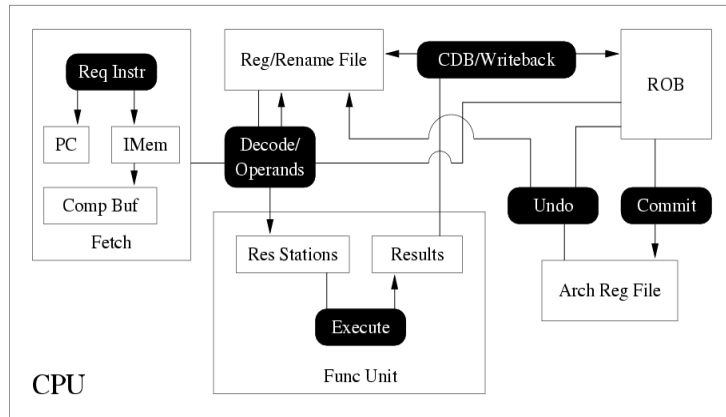 Req Instr
PC
IMem
Comp Buf
Fetch
Reg/Rename File
CDB/Writeback
ROB
Decode/
Operands
Undo
Commit
Res Stations
Results
Arch Reg File
Execute
Func Unit
CPU